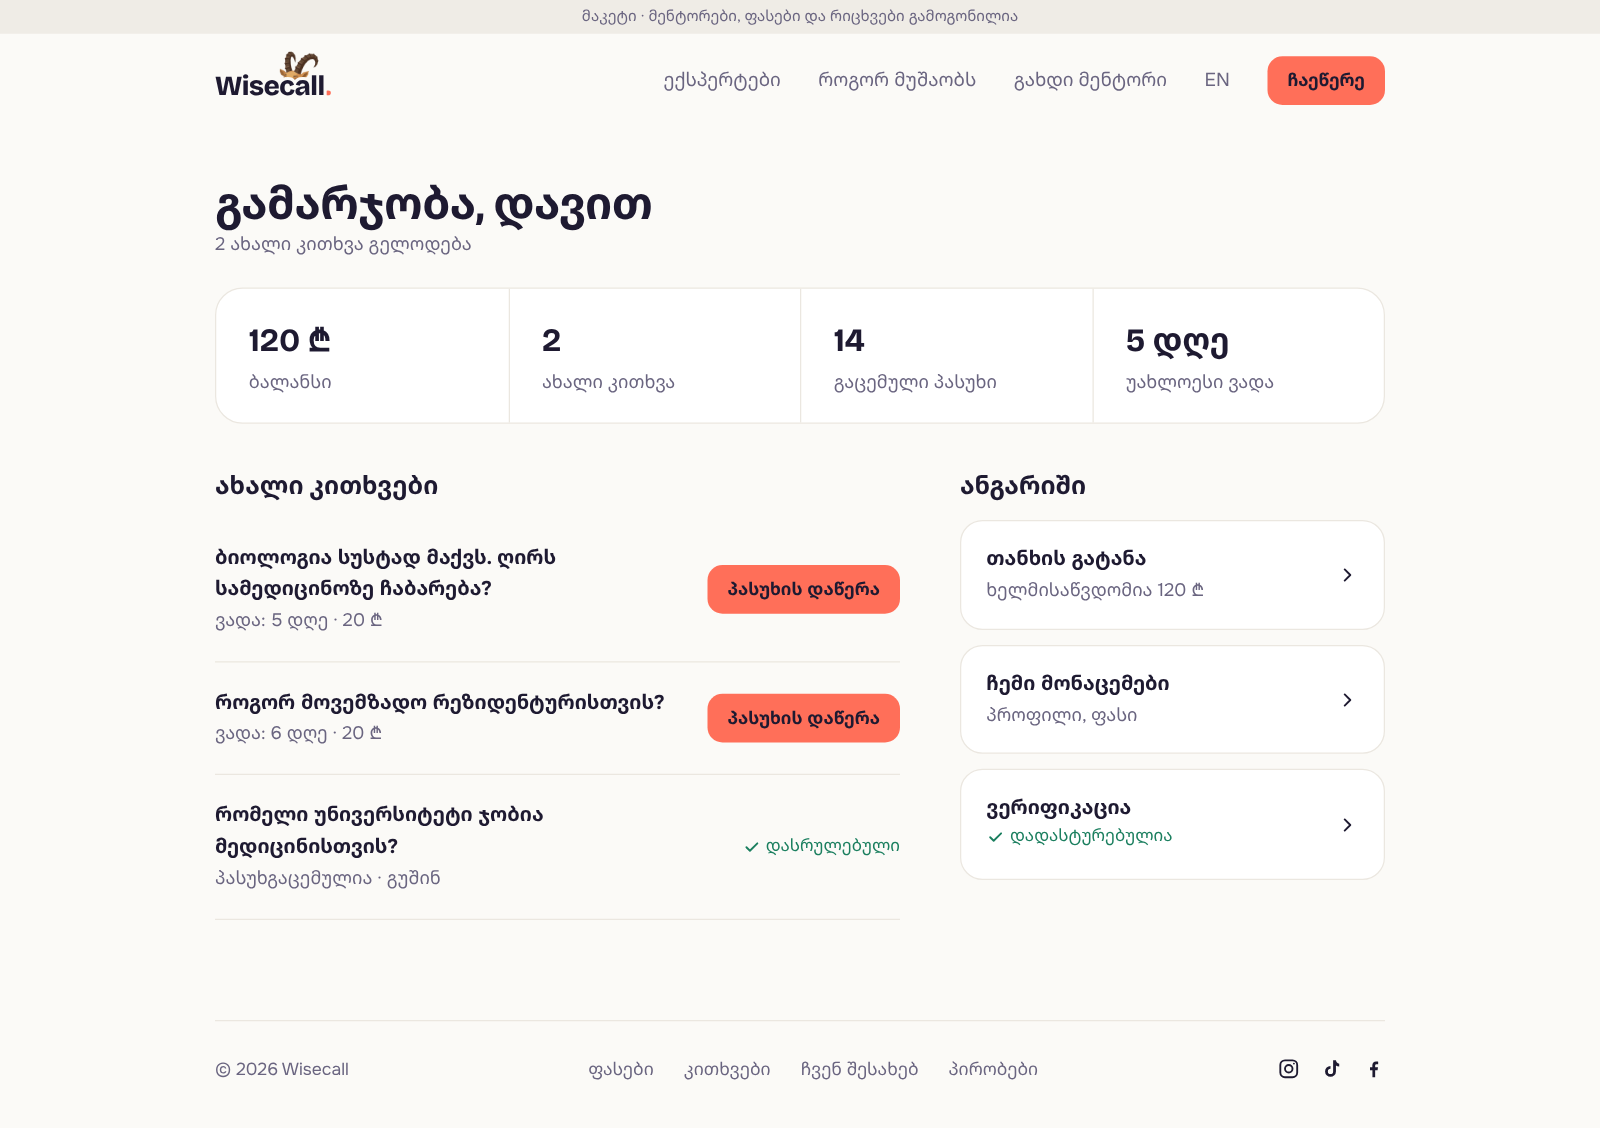 მაკეტი · მენტორები, ფასები და რიცხვები გამოგონილია
Wisecall.
ექსპერტები
როგორ მუშაობს
გახდი მენტორი
EN
ჩაეწერე
გამარჯობა, დავით
2 ახალი კითხვა გელოდება
120 ₾
ბალანსი
2
ახალი კითხვა
14
გაცემული პასუხი
5 დღე
უახლოესი ვადა
ახალი კითხვები
ბიოლოგია სუსტად მაქვს. ღირს
სამედიცინოზე ჩაბარება?
ვადა: 5 დღე · 20 ₾
პასუხის დაწერა
როგორ მოვემზადო რეზიდენტურისთვის?
ვადა: 6 დღე · 20 ₾
პასუხის დაწერა
რომელი უნივერსიტეტი ჯობია
მედიცინისთვის?
პასუხგაცემულია · გუშინ
დასრულებული
ანგარიში
თანხის გატანა
ხელმისაწვდომია 120 ₾
ჩემი მონაცემები
პროფილი, ფასი
ვერიფიკაცია
დადასტურებულია
© 2026 Wisecall
ფასები
კითხვები
ჩვენ შესახებ
პირობები